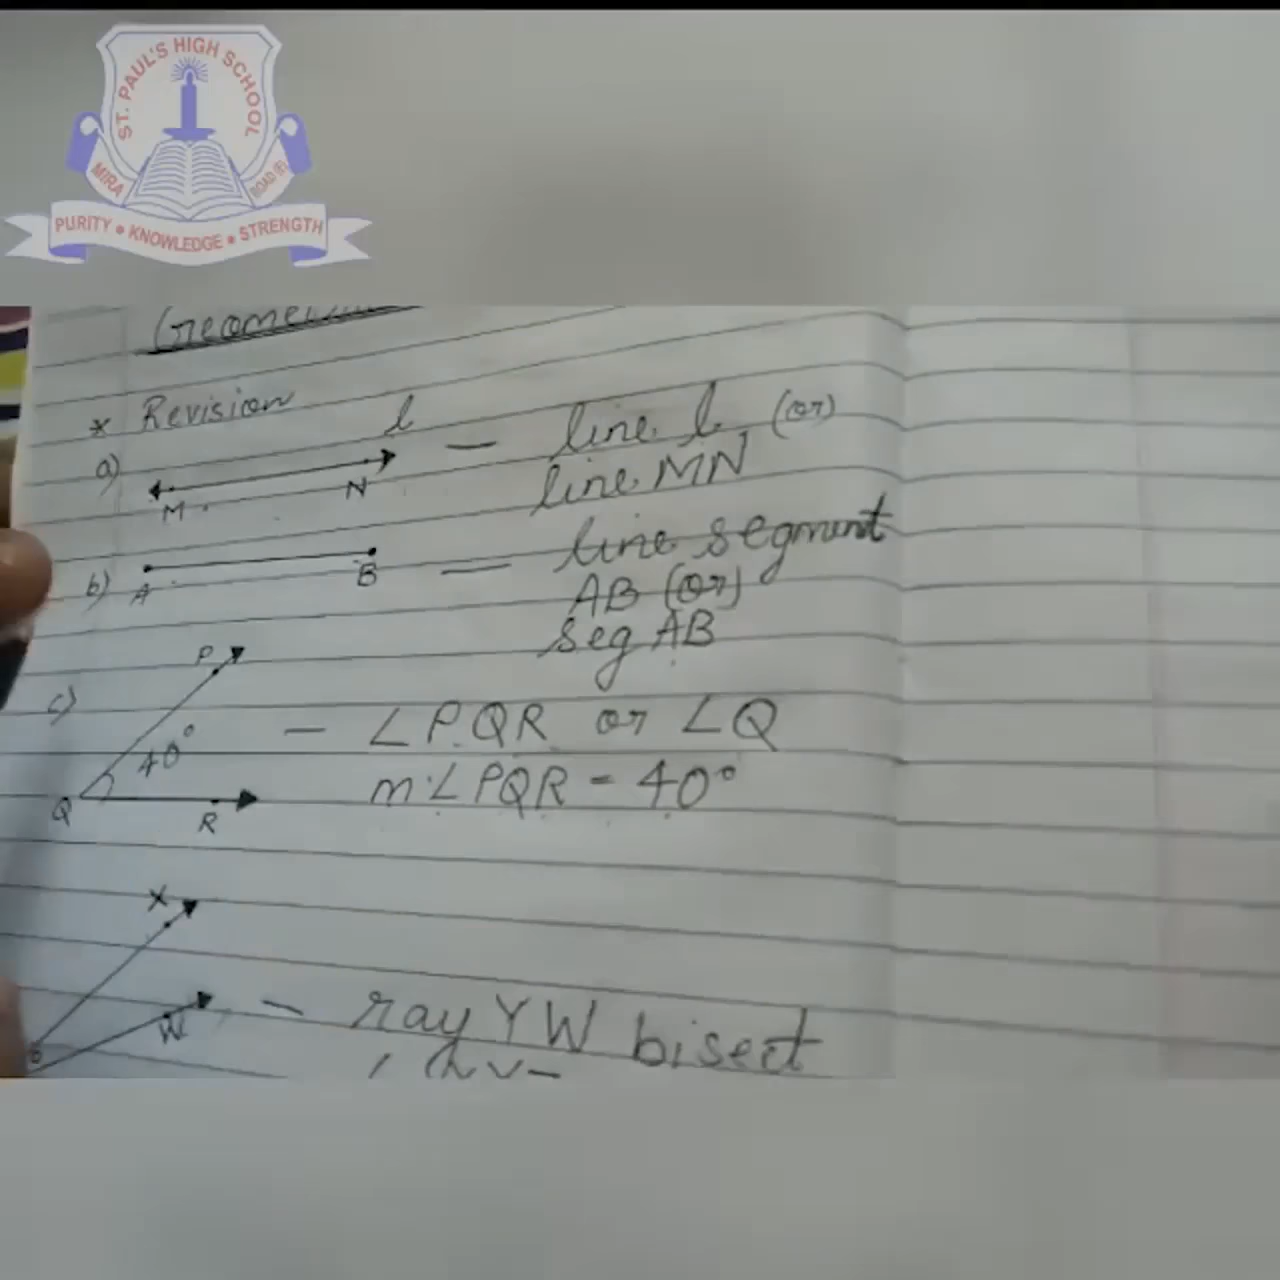 ST. PAUL'S HIGH SCHOOL
MIRA ROAD (E)
PURITY • KNOWLEDGE • STRENGTH
* Revision
a) M N l — line l (or)
line MN
b) A B — line segment
AB (or)
seg AB
c) P 40° Q R — ∠PQR or ∠Q
m∠PQR = 40°
X
W — ray YW bisect